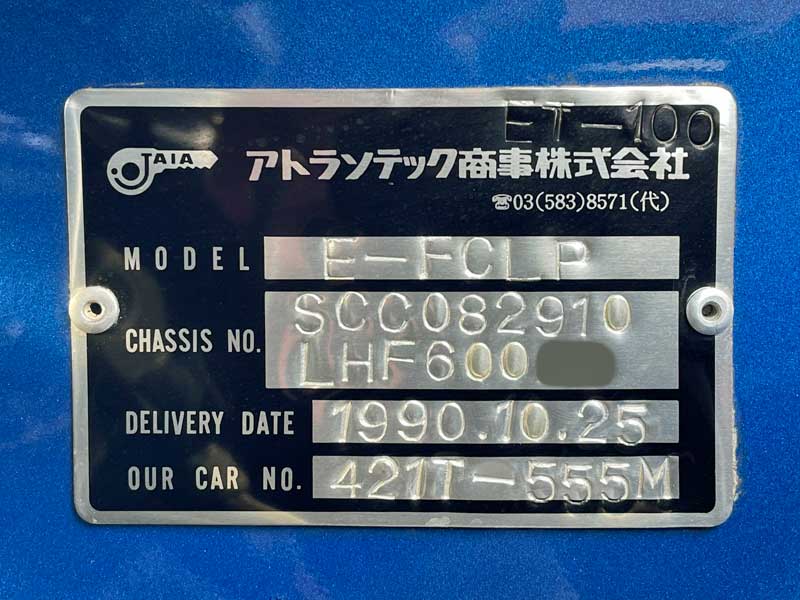 ET-100
JAIA アトランテック商事株式会社
☎03(583)8571(代)
MODEL E-FCLP
CHASSIS NO. SCC082910
LHF600
DELIVERY DATE 1990.10.25
OUR CAR NO. 421T-555M